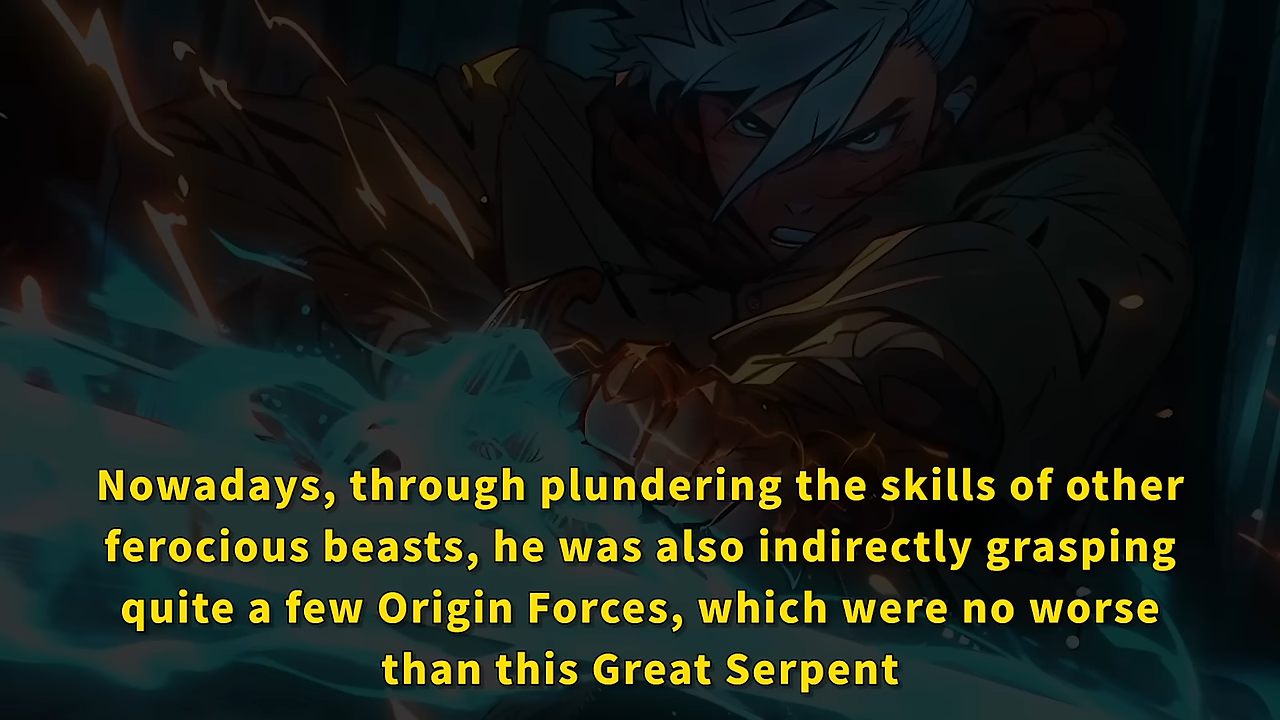 Nowadays, through plundering the skills of other
ferocious beasts, he was also indirectly grasping
quite a few Origin Forces, which were no worse
than this Great Serpent